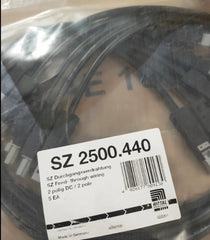 SZ 2500.440
SZ Durchgangsverdrahtung
SZ Feed-through wiring
2 polig DC / 2 pole
5 EA
RITTAL
Made in Germany